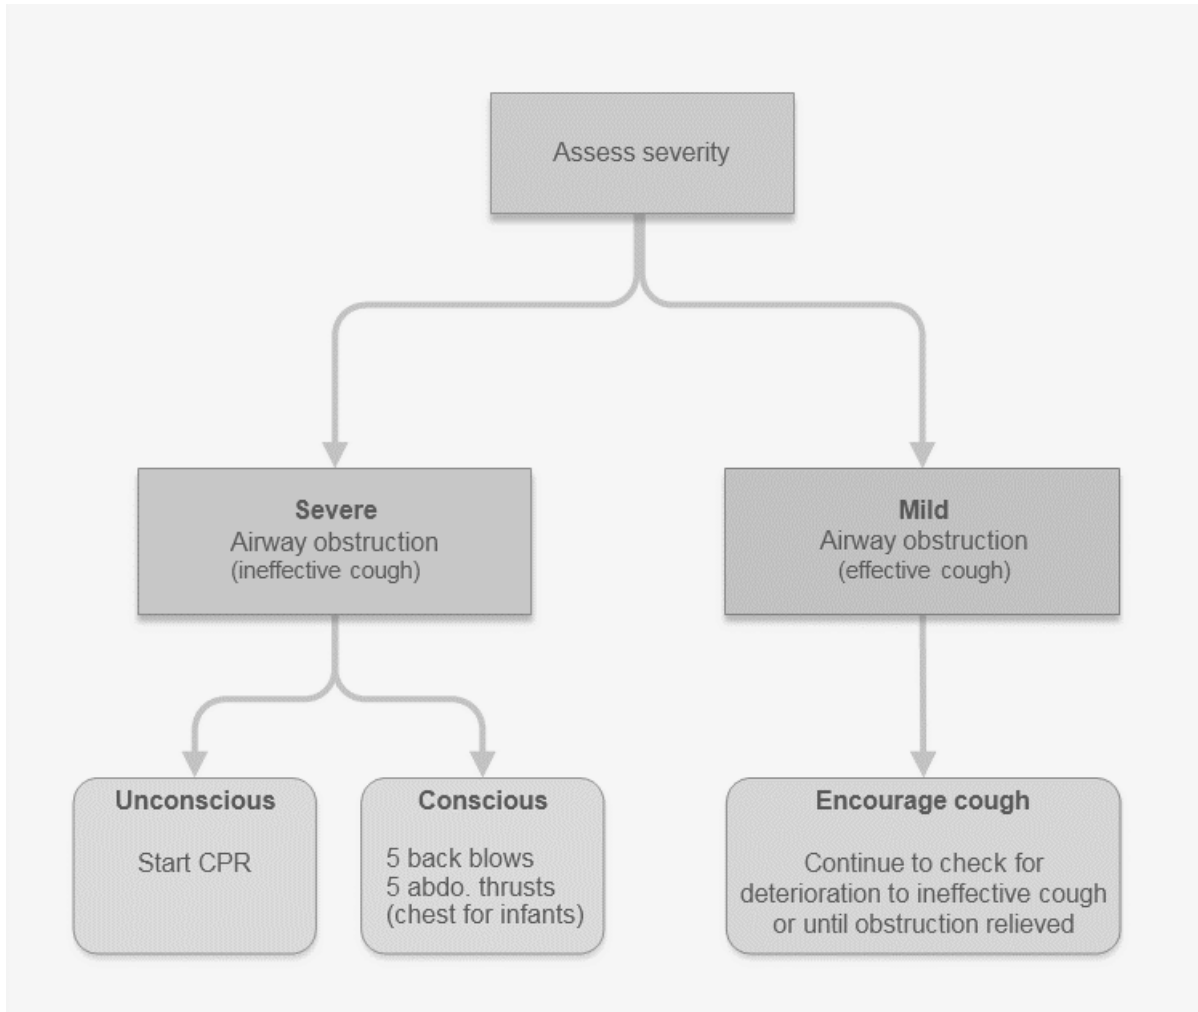 Assess severity
Severe
Airway obstruction
(ineffective cough)
Mild
Airway obstruction
(effective cough)
Unconscious
Start CPR
Conscious
5 back blows
5 abdo. thrusts
(chest for infants)
Encourage cough
Continue to check for
deterioration to ineffective cough
or until obstruction relieved